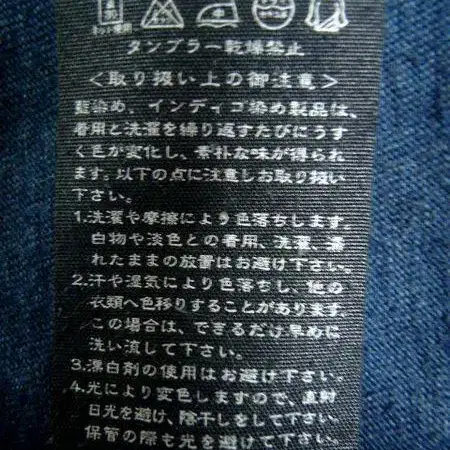 ネット使用
タンブラー乾燥禁止
＜取り扱い上の御注意＞
藍染め、インディゴ染め製品は、
着用と洗濯を繰り返すたびにうす
く色が変化し、素朴な味が得られ
ます。以下の点に注意しお取り扱い
下さい。
1.洗濯や摩擦により色落ちします。
白物や淡色との着用、洗濯、濡
れたままの放置はお避け下さい。
2.汗や湿気により色落ちし、他の
衣類へ色移りすることがあります。
この場合は、できるだけ早めに
洗い流して下さい。
3.漂白剤の使用はお避け下さい。
4.光により変色しますので、直射
日光を避け、陰干しをして下さい。
保管の際も光を避けて下さい。